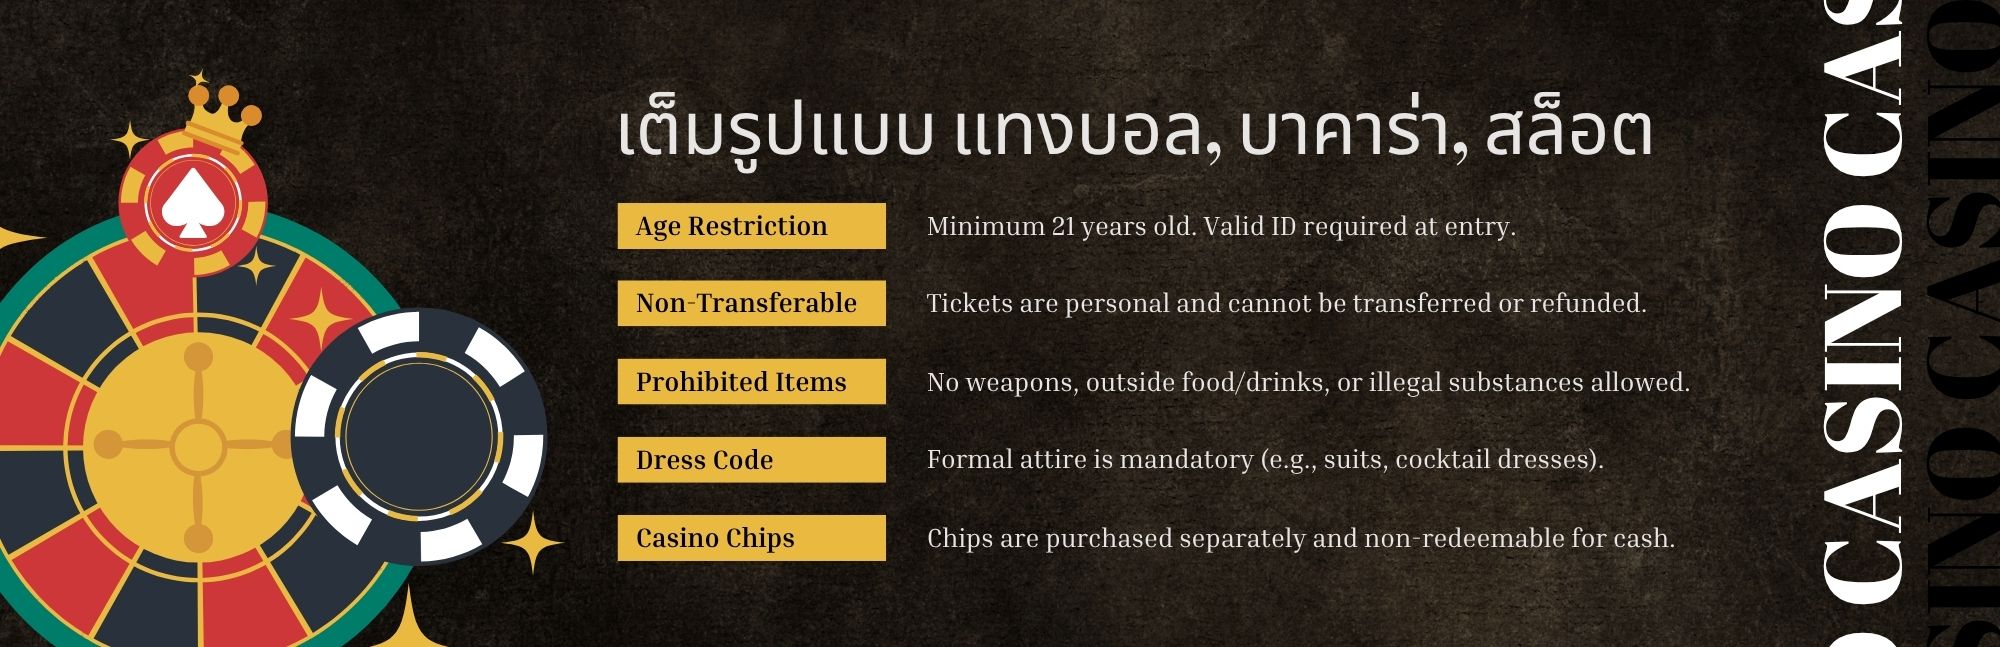 เต็มรูปแบบ แทงบอล, บาคาร่า, สล็อต
Age Restriction
Minimum 21 years old. Valid ID required at entry.
Non-Transferable
Tickets are personal and cannot be transferred or refunded.
Prohibited Items
No weapons, outside food/drinks, or illegal substances allowed.
Dress Code
Formal attire is mandatory (e.g., suits, cocktail dresses).
Casino Chips
Chips are purchased separately and non-redeemable for cash.
O CASINO CAS
SINO CASINO